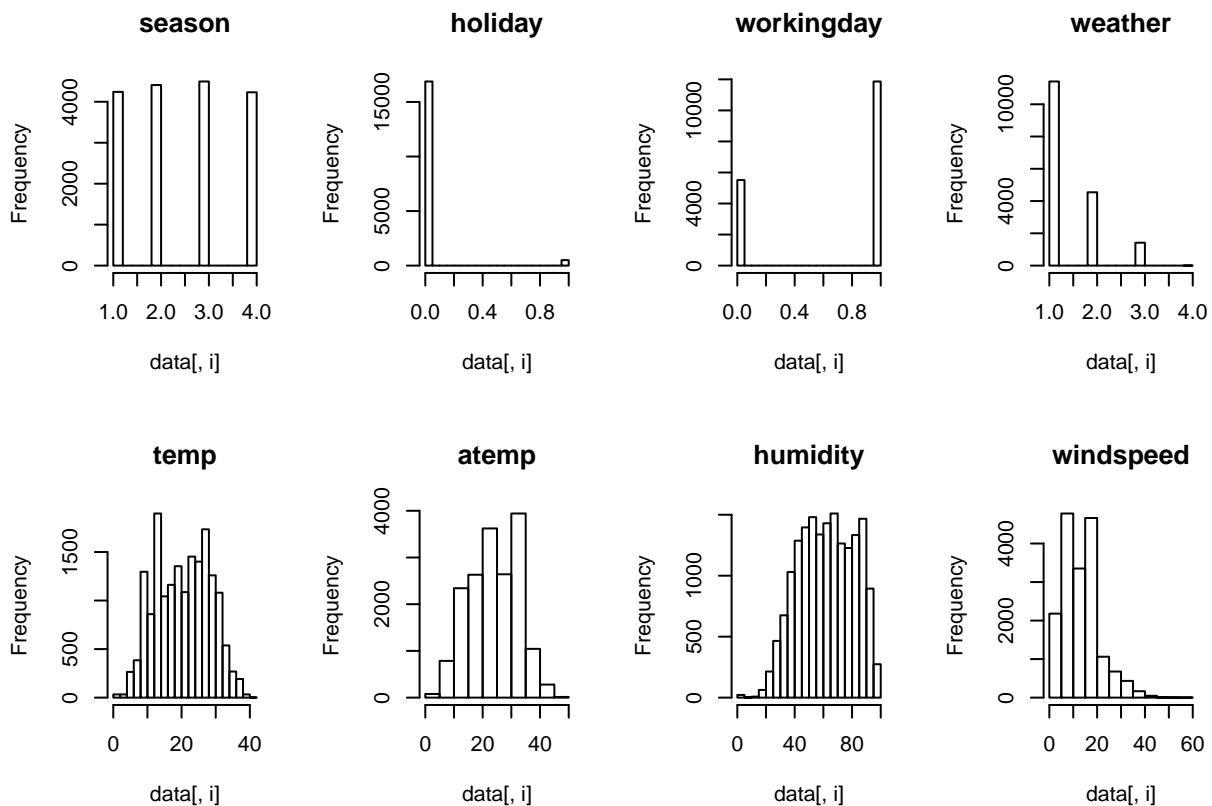 season
Frequency
0 2000 4000
1.0 2.0 3.0 4.0
data[, i]
holiday
Frequency
0 5000 15000
0.0 0.4 0.8
data[, i]
workingday
Frequency
0 4000 10000
0.0 0.4 0.8
data[, i]
weather
Frequency
0 4000 10000
1.0 2.0 3.0 4.0
data[, i]
temp
Frequency
0 500 1500
0 20 40
data[, i]
atemp
Frequency
0 2000 4000
0 20 40
data[, i]
humidity
Frequency
0 500 1000
0 40 80
data[, i]
windspeed
Frequency
0 2000 4000
0 20 40 60
data[, i]